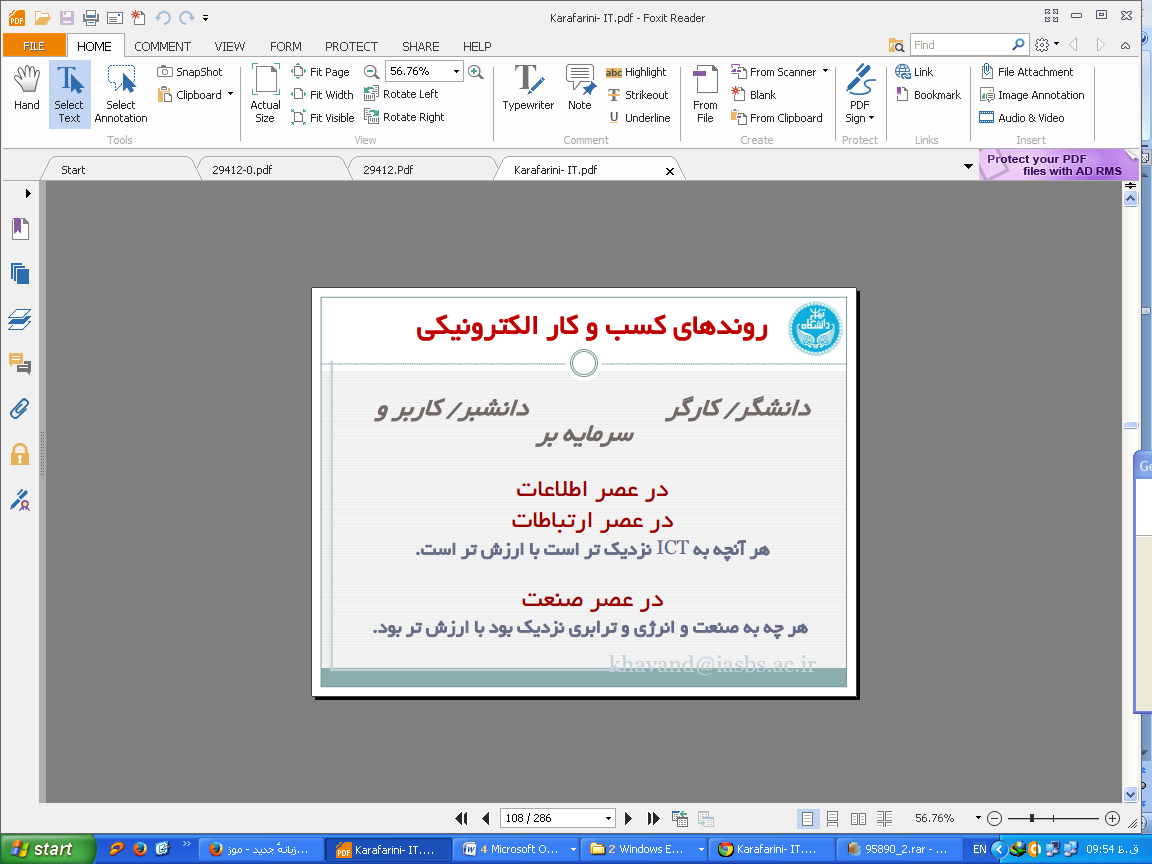 Karafarini- IT.pdf - Foxit Reader
FILE HOME COMMENT VIEW FORM PROTECT SHARE HELP Find
Hand
Select Text
Select Annotation
SnapShot
Clipboard
Tools
Actual Size
Fit Page
Fit Width
Fit Visible
56.76%
Rotate Left
Rotate Right
View
Typewriter
Note
Highlight
Strikeout
Underline
Comment
From File
From Scanner
Blank
From Clipboard
Create
PDF Sign
Protect
Link
Bookmark
Links
File Attachment
Image Annotation
Audio & Video
Insert
Start 29412-0.pdf 29412.Pdf Karafarini- IT.pdf
Protect your PDF
files with AD RMS
روندهای کسب و کار الکترونیکی
دانشگر/ کارگر دانشبر/ کاربر و
سرمایه بر
در عصر اطلاعات
در عصر ارتباطات
هر آنچه به ICT نزدیک تر است با ارزش تر است.
در عصر صنعت
هر چه به صنعت و انرژی و ترابری نزدیک بود با ارزش تر بود.
khavand@iasbs.ac.ir
108 / 286 56.76%
start زبانهٔ جدید - موز... Karafarini- IT.... 4 Microsoft O... 2 Windows E... Karafarini- IT.... 95890_2.rar - ... EN 09:54 ق.ظ